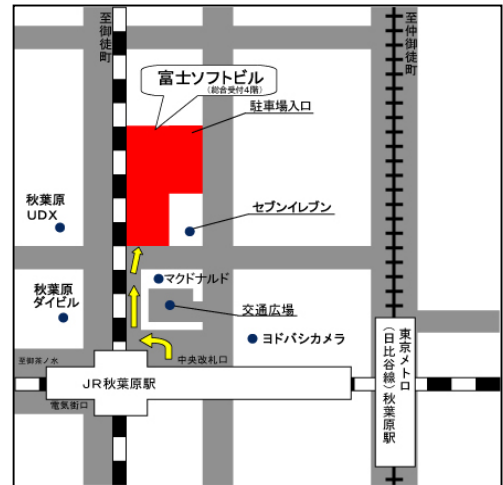 至御徒町
至仲御徒町
富士ソフトビル
(総合受付4階)
駐車場入口
秋葉原
UDX
セブンイレブン
マクドナルド
秋葉原
ダイビル
交通広場
ヨドバシカメラ
至御茶ノ水
中央改札口
JR秋葉原駅
電気街口
東京メトロ
(日比谷線)秋葉原駅